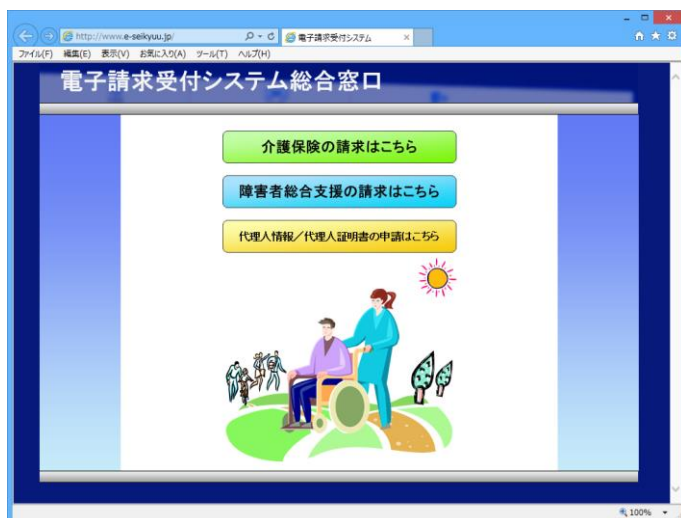 http://www.e-seikyuu.jp/
電子請求受付システム
ファイル(F) 編集(E) 表示(V) お気に入り(A) ツール(T) ヘルプ(H)
電子請求受付システム総合窓口
介護保険の請求はこちら
障害者総合支援の請求はこちら
代理人情報／代理人証明書の申請はこちら
100%